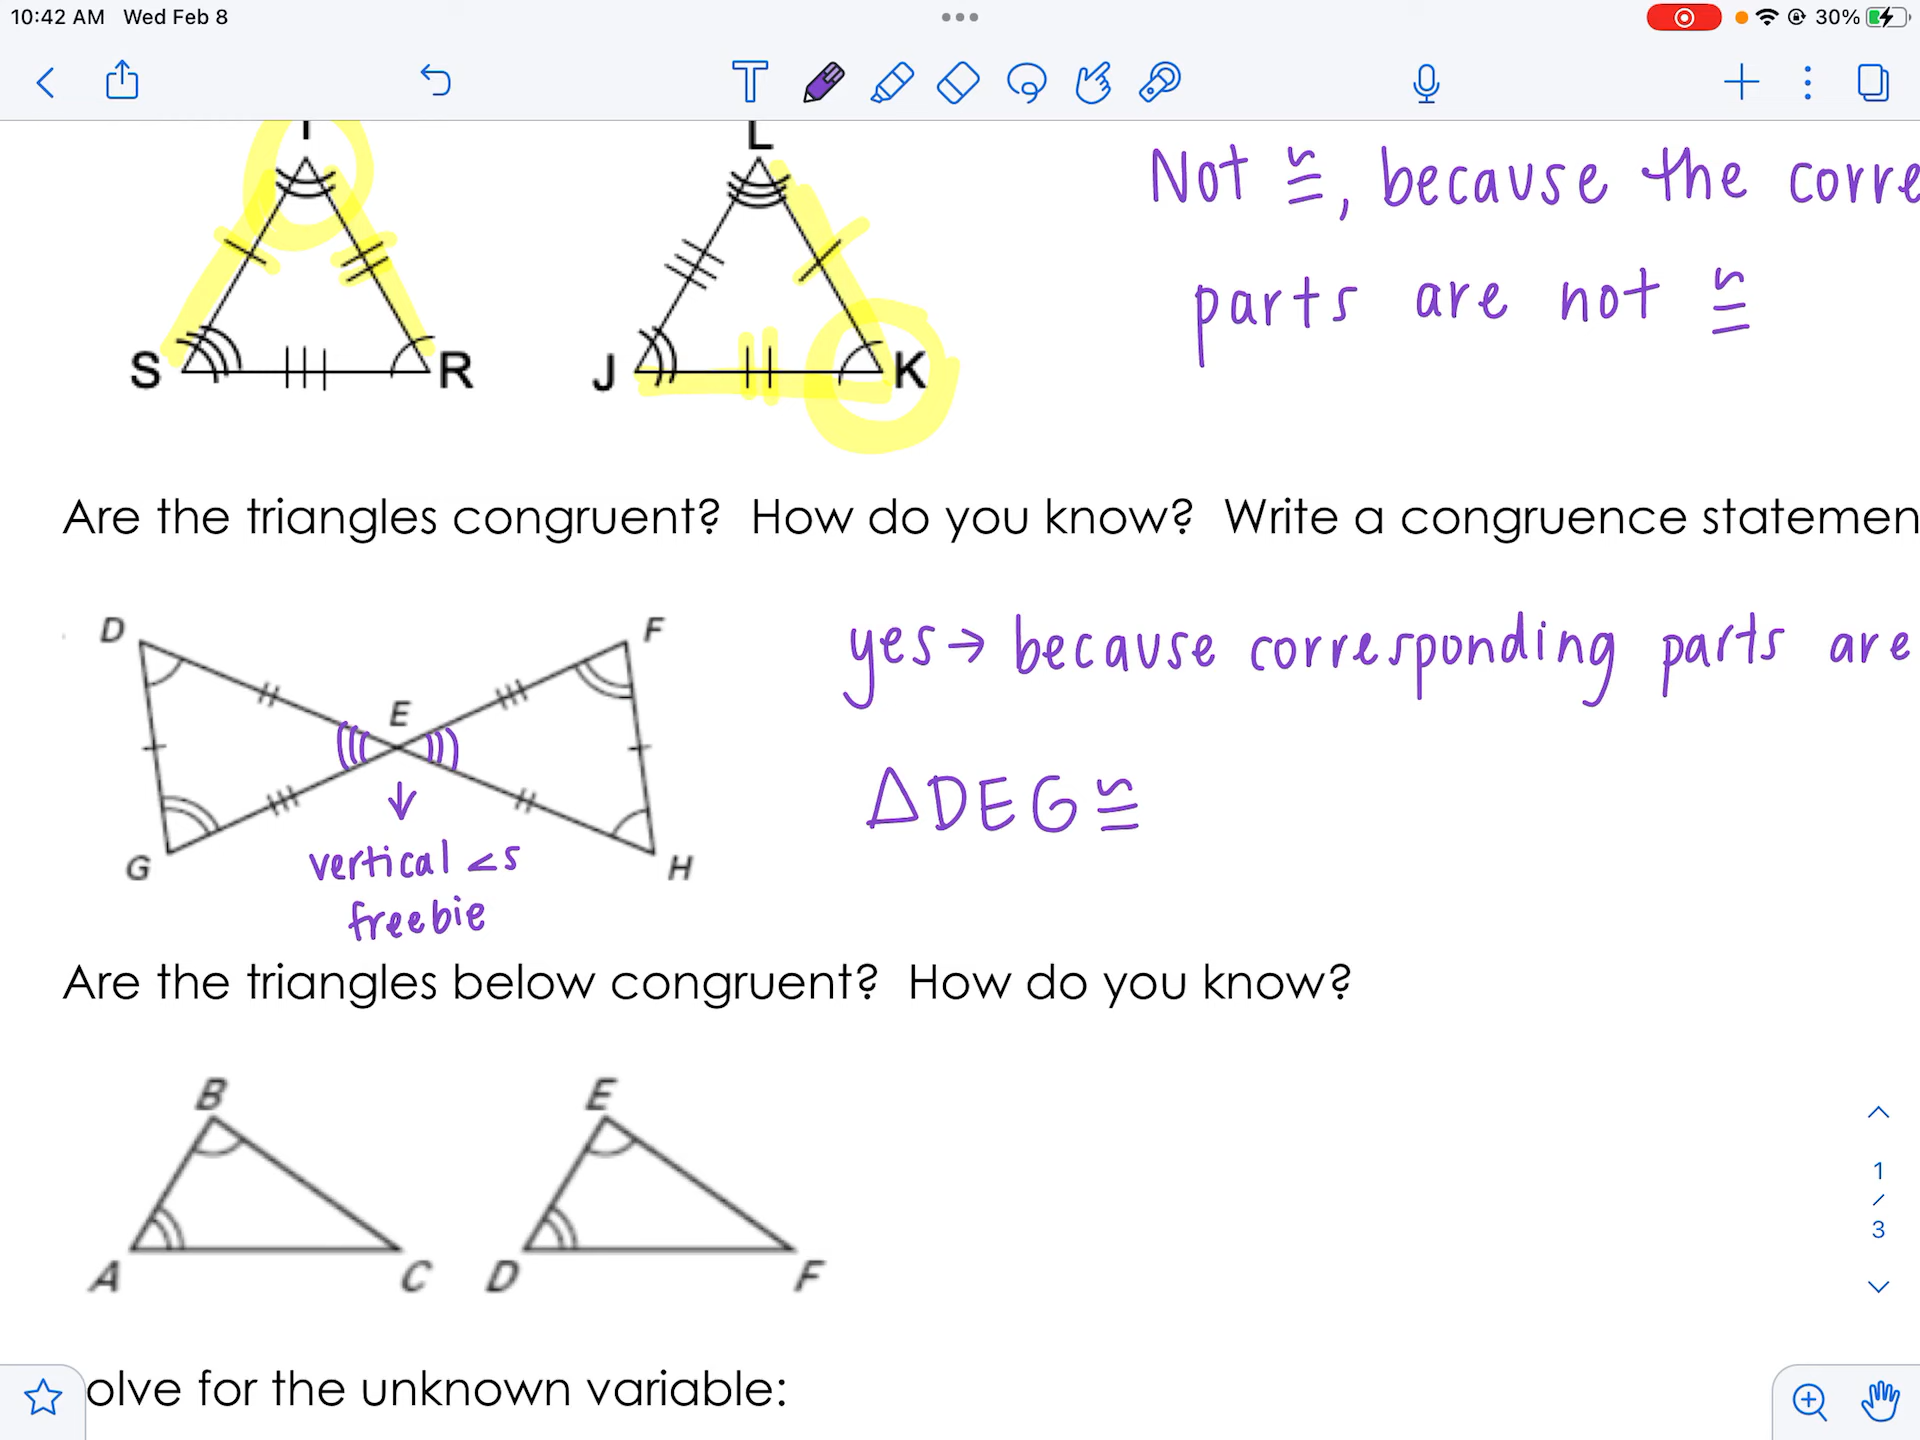 10:42 AM Wed Feb 8
30%
L
Not ≅, because the corre
parts are not ≅
S R J K
Are the triangles congruent? How do you know? Write a congruence statemen
D F
yes → because corresponding parts are
E
△DEG ≅
G H
vertical <s
freebie
Are the triangles below congruent? How do you know?
B E
1
/
3
A C D F
olve for the unknown variable: